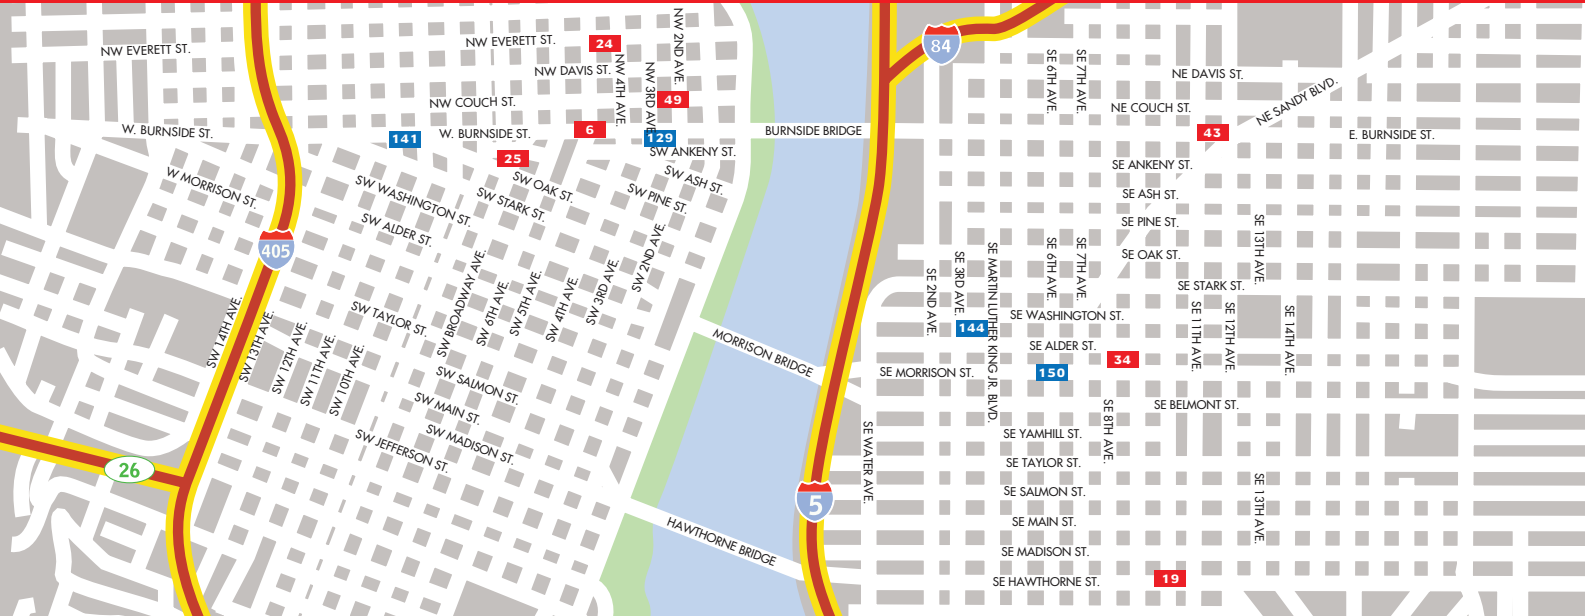 NW EVERETT ST.
NW EVERETT ST.
24
NW 2ND AVE.
NW DAVIS ST.
NW 4TH AVE.
NW 3RD AVE.
49
NW COUCH ST.
W. BURNSIDE ST.
141
W. BURNSIDE ST.
6
129
25
SW ANKENY ST.
BURNSIDE BRIDGE
W MORRISON ST.
SW WASHINGTON ST.
SW OAK ST.
SW STARK ST.
SW ASH ST.
SW PINE ST.
SW ALDER ST.
405
SW BROADWAY AVE.
SW 6TH AVE.
SW 5TH AVE.
SW 4TH AVE.
SW 3RD AVE.
SW 2ND AVE.
SW 14TH AVE.
SW 13TH AVE.
SW 12TH AVE.
SW 11TH AVE.
SW 10TH AVE.
SW TAYLOR ST.
SW SALMON ST.
SW MAIN ST.
SW MADISON ST.
SW JEFFERSON ST.
26
MORRISON BRIDGE
HAWTHORNE BRIDGE
5
84
SE 6TH AVE.
SE 7TH AVE.
NE DAVIS ST.
NE COUCH ST.
NE SANDY BLVD.
43
E. BURNSIDE ST.
SE ANKENY ST.
SE ASH ST.
SE PINE ST.
SE OAK ST.
SE 13TH AVE.
SE STARK ST.
SE 2ND AVE.
SE 3RD AVE.
SE MARTIN LUTHER KING JR. BLVD.
SE 6TH AVE.
SE 7TH AVE.
SE WASHINGTON ST.
144
SE 11TH AVE.
SE 12TH AVE.
SE 14TH AVE.
SE ALDER ST.
34
SE MORRISON ST.
150
SE BELMONT ST.
SE WATER AVE.
SE 8TH AVE.
SE YAMHILL ST.
SE TAYLOR ST.
SE SALMON ST.
SE 13TH AVE.
SE MAIN ST.
SE MADISON ST.
SE HAWTHORNE ST.
19